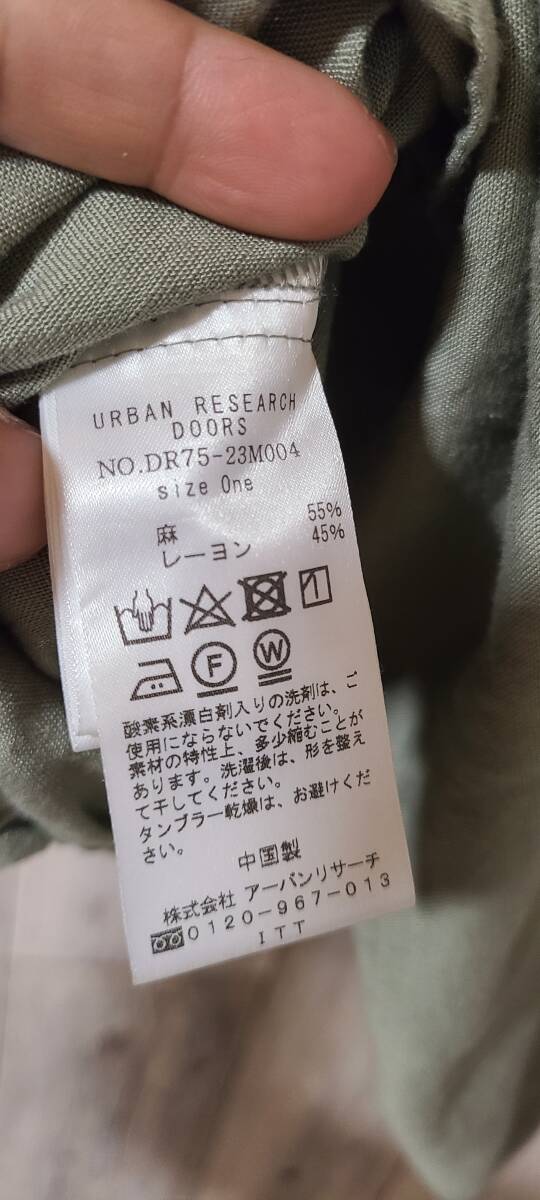 URBAN RESEARCH
DOORS
NO.DR75-23M004
size One
麻 55%
レーヨン 45%
F W
酸素系漂白剤入りの洗剤は、ご
使用にならないでください。
素材の特性上、多少縮むことが
あります。洗濯後は、形を整え
て干してください。
タンブラー乾燥は、お避けくだ
さい。
中国製
株式会社 アーバンリサーチ
0120-967-013
ITT